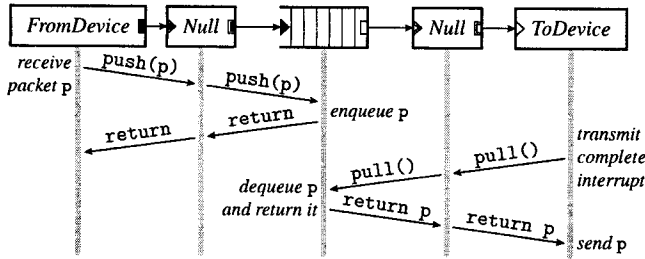 FromDevice Null Null ToDevice
receive
packet p
push(p)
push(p)
enqueue p
return
return
transmit
complete
interrupt
pull()
pull()
dequeue p
and return it
return p
return p
send p